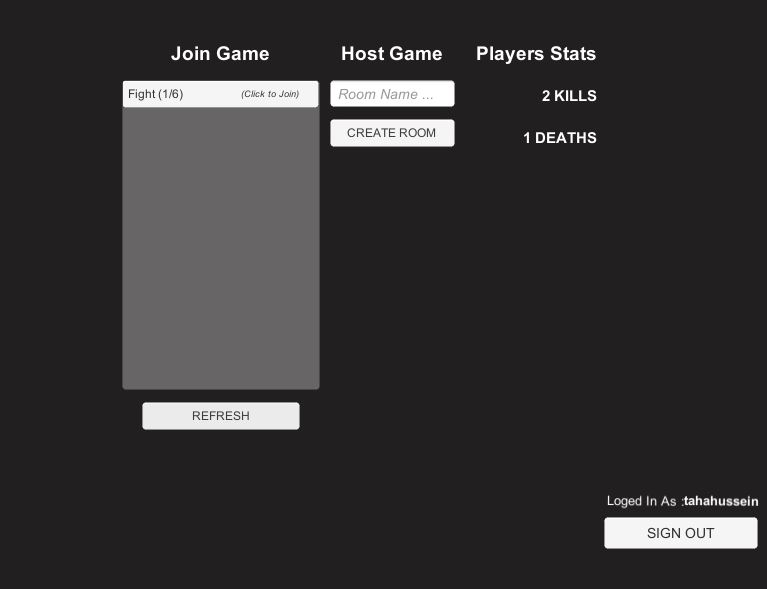 Join Game
Host Game
Players Stats
Fight (1/6)
(Click to Join)
Room Name ...
2 KILLS
CREATE ROOM
1 DEATHS
REFRESH
Loged In As :tahahussein
SIGN OUT